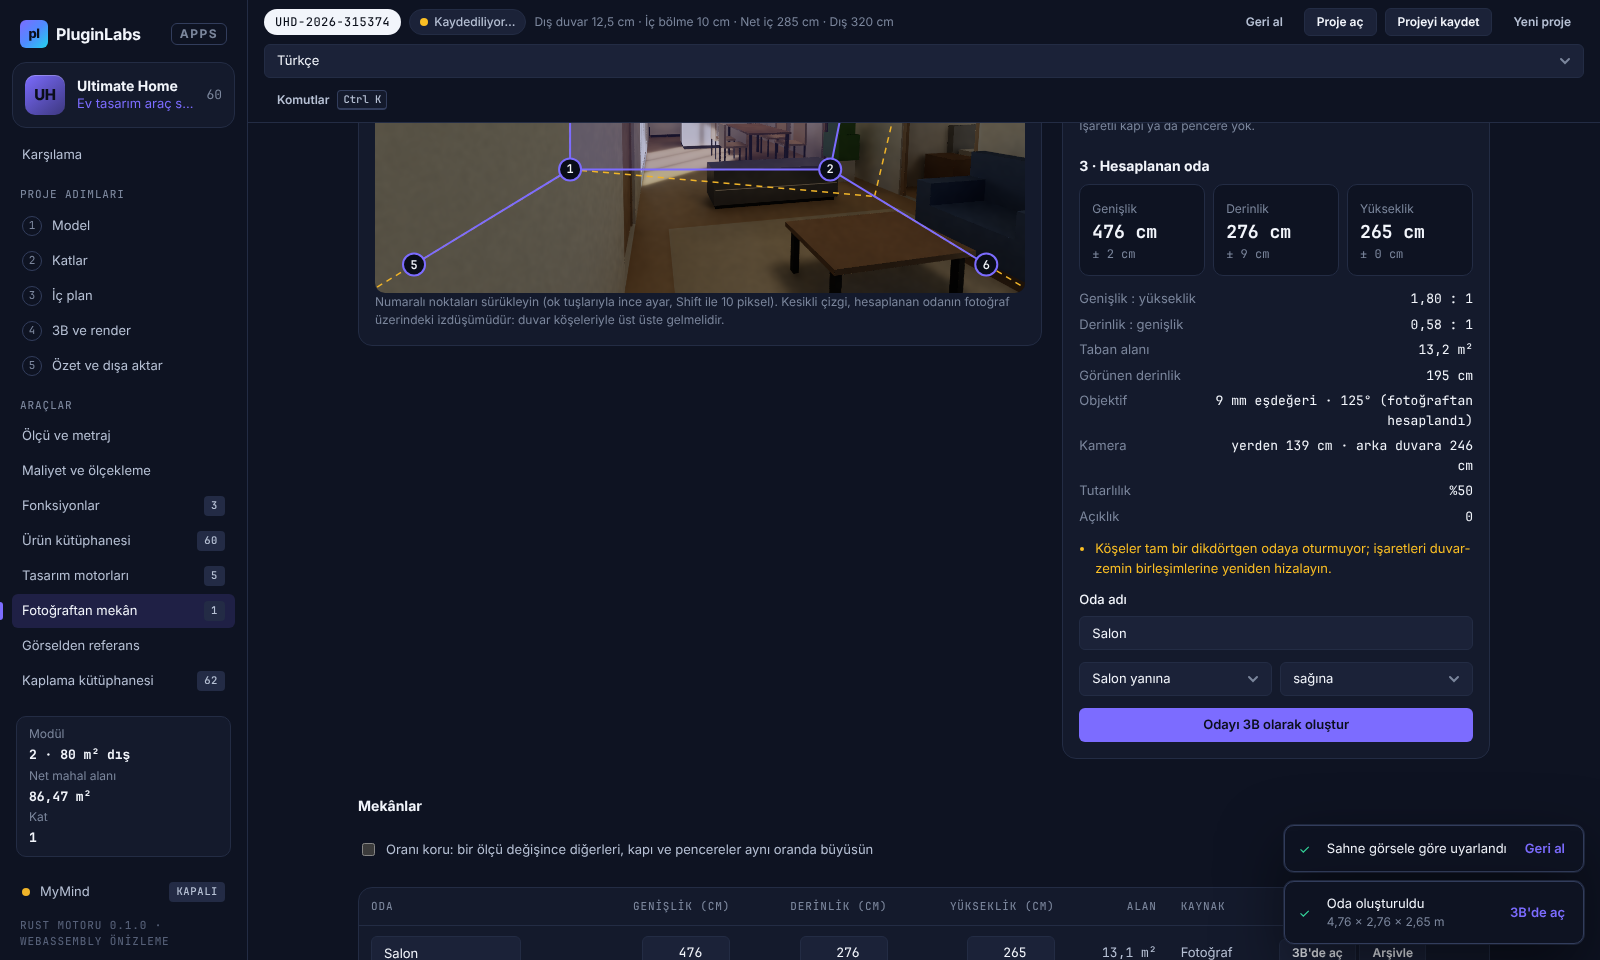 pl PluginLabs APPS
UH Ultimate Home 60
Ev tasarım araç s...
Karşılama
PROJE ADIMLARI
1 Model
2 Katlar
3 İç plan
4 3B ve render
5 Özet ve dışa aktar
ARAÇLAR
Ölçü ve metraj
Maliyet ve ölçekleme
Fonksiyonlar 3
Ürün kütüphanesi 60
Tasarım motorları 5
Fotoğraftan mekân 1
Görselden referans
Kaplama kütüphanesi 62
Modül
2 · 80 m² dış
Net mahal alanı
86,47 m²
Kat
1
MyMind KAPALI
RUST MOTORU 0.1.0 ·
WEBASSEMBLY ÖNİZLEME
UHD-2026-315374 Kaydediliyor... Dış duvar 12,5 cm · İç bölme 10 cm · Net iç 285 cm · Dış 320 cm Geri al Proje aç Projeyi kaydet Yeni proje
Türkçe
Komutlar Ctrl K
1 2
5 6
Numaralı noktaları sürükleyin (ok tuşlarıyla ince ayar, Shift ile 10 piksel). Kesikli çizgi, hesaplanan odanın fotoğraf
üzerindeki izdüşümüdür: duvar köşeleriyle üst üste gelmelidir.
İşaretli kapı ya da pencere yok.
3 · Hesaplanan oda
Genişlik Derinlik Yükseklik
476 cm 276 cm 265 cm
± 2 cm ± 9 cm ± 0 cm
Genişlik : yükseklik 1,80 : 1
Derinlik : genişlik 0,58 : 1
Taban alanı 13,2 m²
Görünen derinlik 195 cm
Objektif 9 mm eşdeğeri · 125° (fotoğraftan
hesaplandı)
Kamera yerden 139 cm · arka duvara 246
cm
Tutarlılık %50
Açıklık 0
• Köşeler tam bir dikdörtgen odaya oturmuyor; işaretleri duvar-
zemin birleşimlerine yeniden hizalayın.
Oda adı
Salon
Salon yanına sağına
Odayı 3B olarak oluştur
Mekânlar
Oranı koru: bir ölçü değişince diğerleri, kapı ve pencereler aynı oranda büyüsün
ODA GENİŞLİK (CM) DERİNLİK (CM) YÜKSEKLİK (CM) ALAN KAYNAK
Salon 476 276 265 13,1 m² Fotoğraf 3B'de aç Arşivle
Sahne görsele göre uyarlandı Geri al
Oda oluşturuldu
4,76 × 2,76 × 2,65 m
3B'de aç